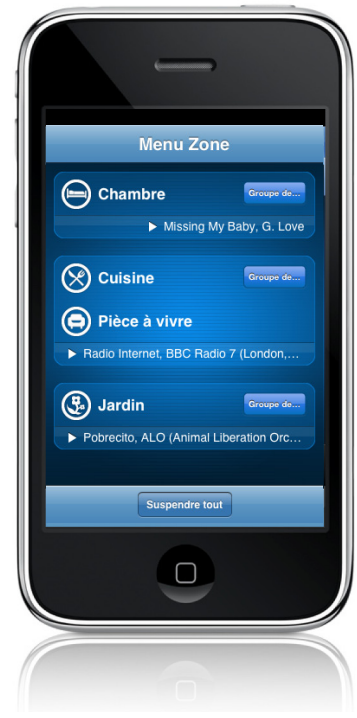 Menu Zone
Chambre
Groupe de...
Missing My Baby, G. Love
Cuisine
Groupe de...
Pièce à vivre
Radio Internet, BBC Radio 7 (London,...
Jardin
Groupe de...
Pobrecito, ALO (Animal Liberation Orc...
Suspendre tout